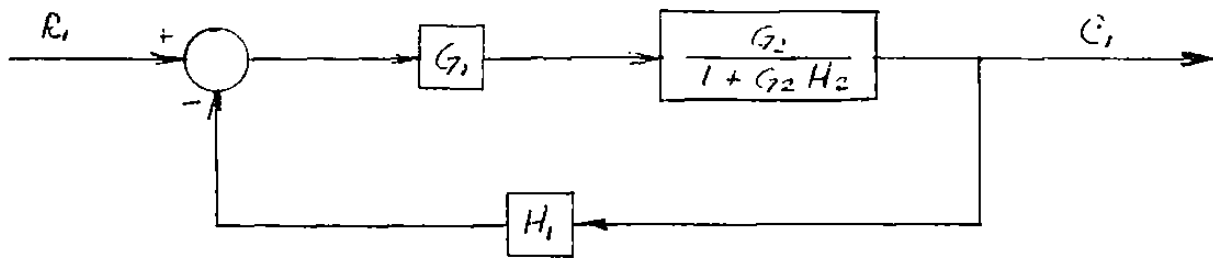 R₁
+
-
G₁
G₂
1 + G₂ H₂
C₁
H₁